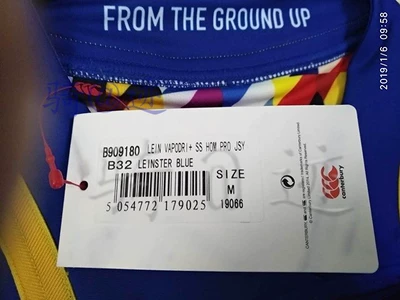 FROM THE GROUND UP
2019/1/6 09:58
B909180 LEIN VAPODRI+ SS HOM PRO JSY
B32 LEINSTER BLUE
SIZE
M
5 054772 179025
19066
canterbury